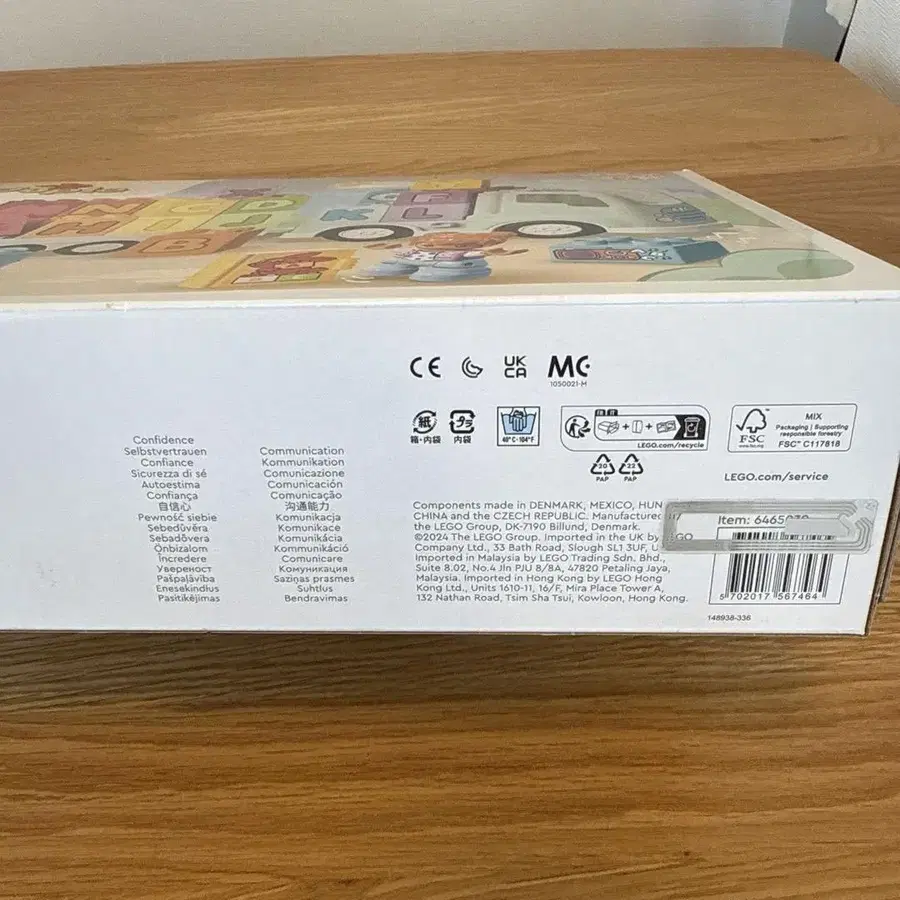 CE
UK
CA
MC
1050021-M
紙
箱・内袋
プラ
内袋
40°C・104°F
FR
IT
LEGO.com/recycle
FSC
MIX
Packaging | Supporting
responsible forestry
FSC® C117818
20
PAP
22
PAP
LEGO.com/service
Confidence
Selbstvertrauen
Confiance
Sicurezza di sé
Autoestima
Confiança
自信心
Pewność siebie
Sebedůvěra
Sebadôvera
Önbizalom
Încredere
Увереност
Pašpaļāvība
Enesekindlus
Pasitikėjimas
Communication
Kommunikation
Comunicazione
Comunicación
Comunicação
沟通能力
Komunikacja
Komunikace
Komunikácia
Kommunikáció
Comunicare
Комуникация
Saziņas prasmes
Suhtlus
Bendravimas
Components made in DENMARK, MEXICO,
CHINA and the CZECH REPUBLIC. Manufactured
the LEGO Group, DK-7190 Billund, Denmark.
©2024 The LEGO Group. Imported in the UK by LEGO
Company Ltd., 33 Bath Road, Slough SL1 3UF,
Imported in Malaysia by LEGO Trading Sdn. Bhd.,
Suite 8.02, No.4 Jln PJU 8/8A, 47820 Petaling Jaya,
Malaysia. Imported in Hong Kong by LEGO Hong
Kong Ltd., Units 1610-11, 16/F, Mira Place Tower A,
132 Nathan Road, Tsim Sha Tsui, Kowloon, Hong Kong.
Item:
5 702017 567464
148938-336